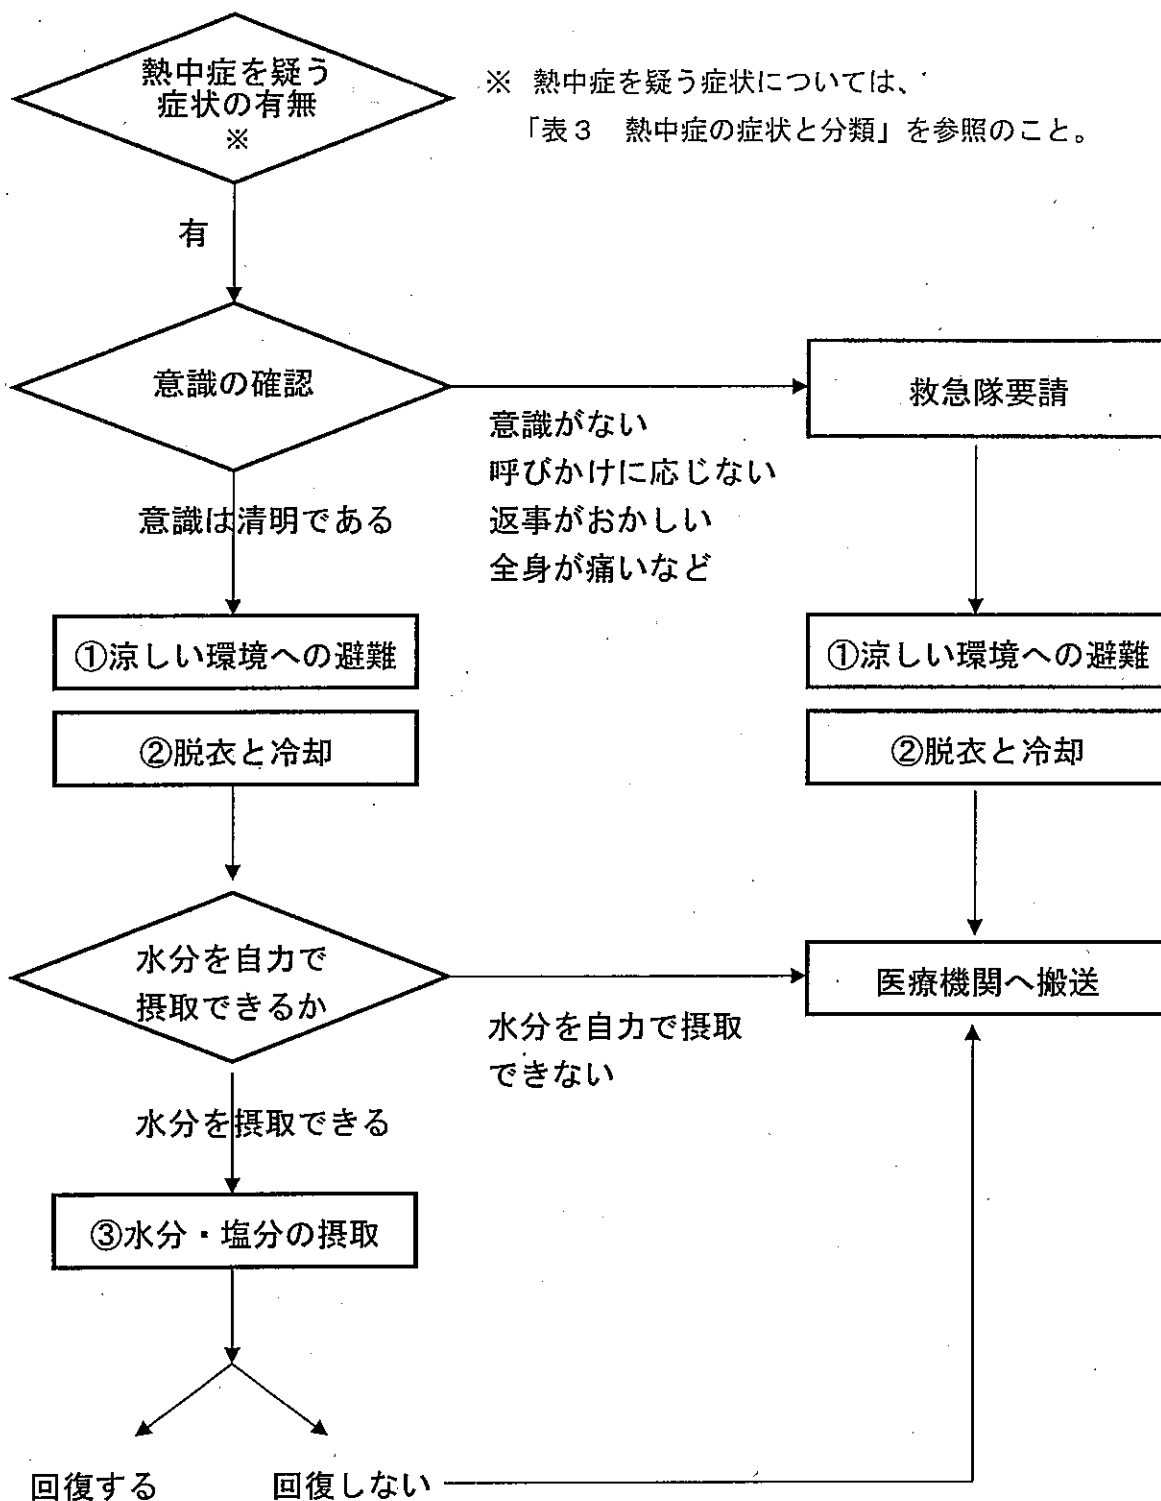 熱中症を疑う
症状の有無
※
※ 熱中症を疑う症状については、
「表3 熱中症の症状と分類」を参照のこと。
有
意識の確認
救急隊要請
意識がない
呼びかけに応じない
返事がおかしい
全身が痛いなど
意識は清明である
①涼しい環境への避難
①涼しい環境への避難
②脱衣と冷却
②脱衣と冷却
水分を自力で
摂取できるか
医療機関へ搬送
水分を自力で摂取
できない
水分を摂取できる
③水分・塩分の摂取
回復する
回復しない